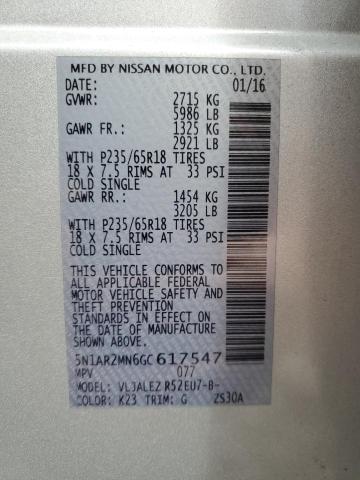 MFD BY NISSAN MOTOR CO., LTD.
DATE: 01/16
GVWR: 2715 KG
5986 LB
GAWR FR.: 1325 KG
2921 LB
WITH P235/65R18 TIRES
18 X 7.5 RIMS AT 33 PSI
COLD SINGLE
GAWR RR.: 1454 KG
3205 LB
WITH P235/65R18 TIRES
18 X 7.5 RIMS AT 33 PSI
COLD SINGLE
THIS VEHICLE CONFORMS TO
ALL APPLICABLE FEDERAL
MOTOR VEHICLE SAFETY
AND THEFT PREVENTION
STANDARDS IN EFFECT ON
THE DATE OF MANUFACTURE
SHOWN ABOVE.
5N1AR2MN6GC617547
MPV 077
MODEL: VLJALEZ R52EU7-B-
COLOR: K23 TRIM: G ZS30A